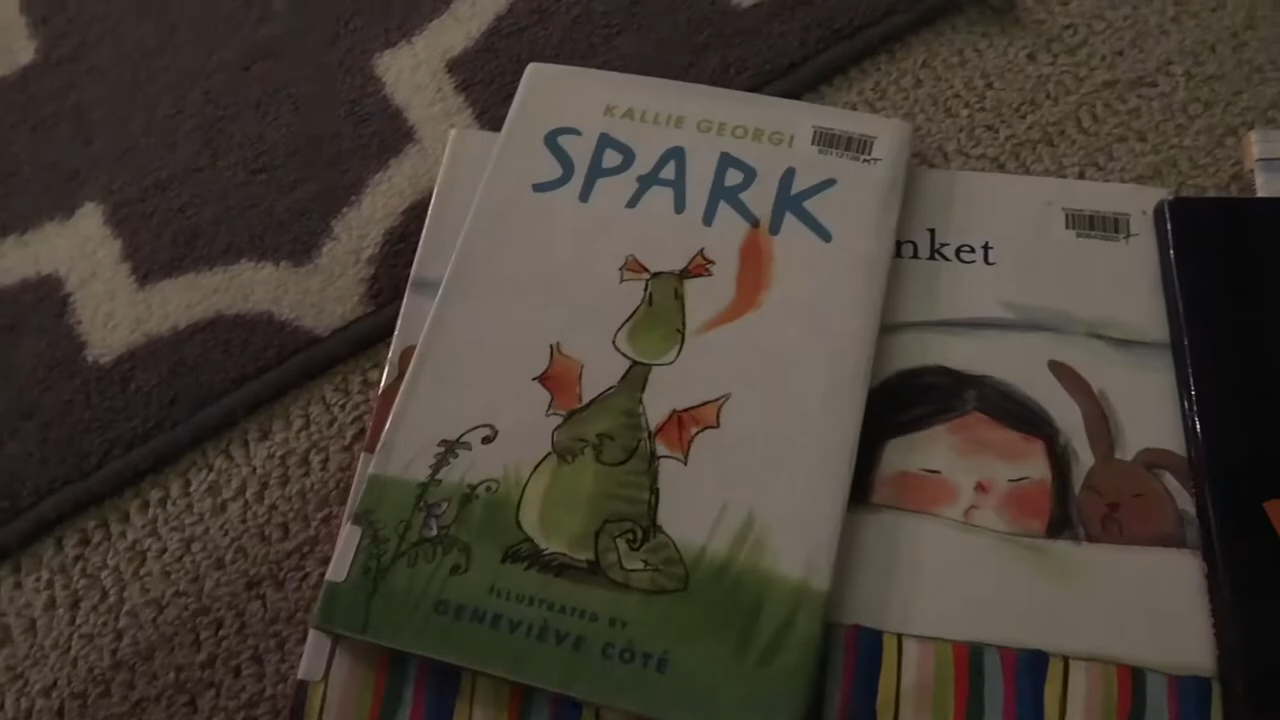 KALLIE GEORGI
SPARK
ILLUSTRATED BY
GENEVIÈVE CÔTÉ
nket